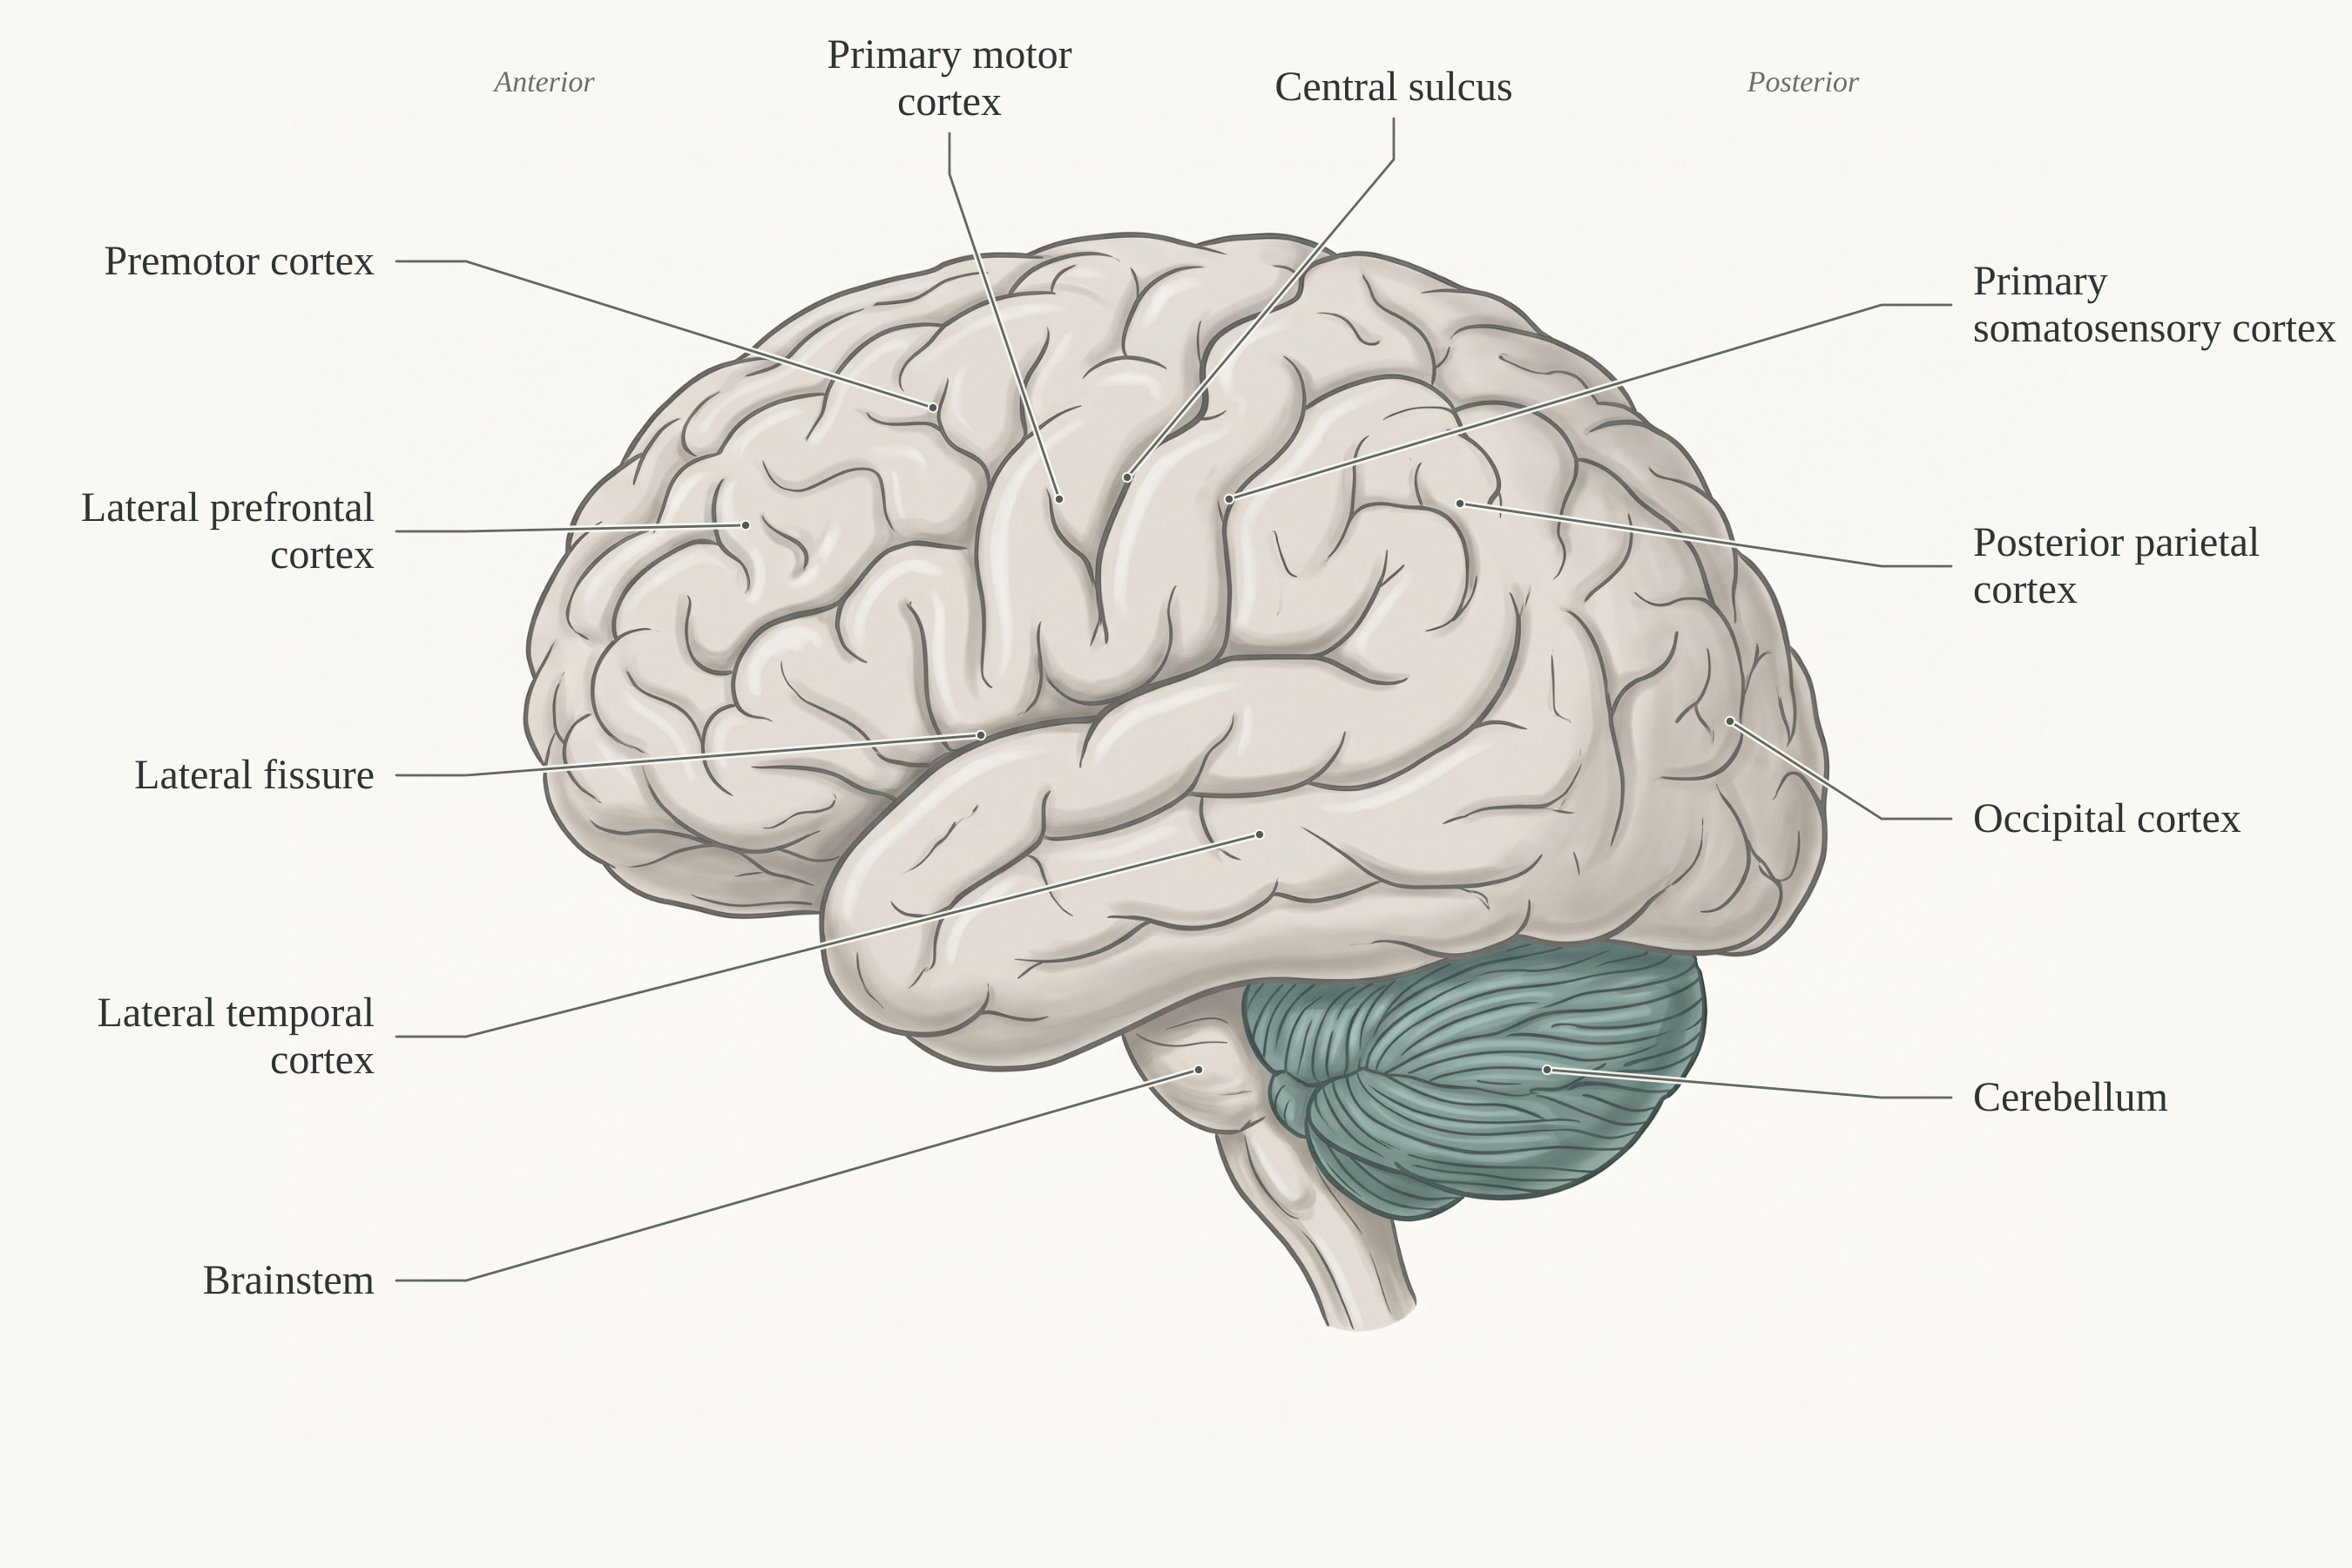 Primary motor
cortex
Anterior
Central sulcus
Posterior
Premotor cortex
Primary
somatosensory cortex
Lateral prefrontal
cortex
Posterior parietal
cortex
Lateral fissure
Occipital cortex
Lateral temporal
cortex
Cerebellum
Brainstem